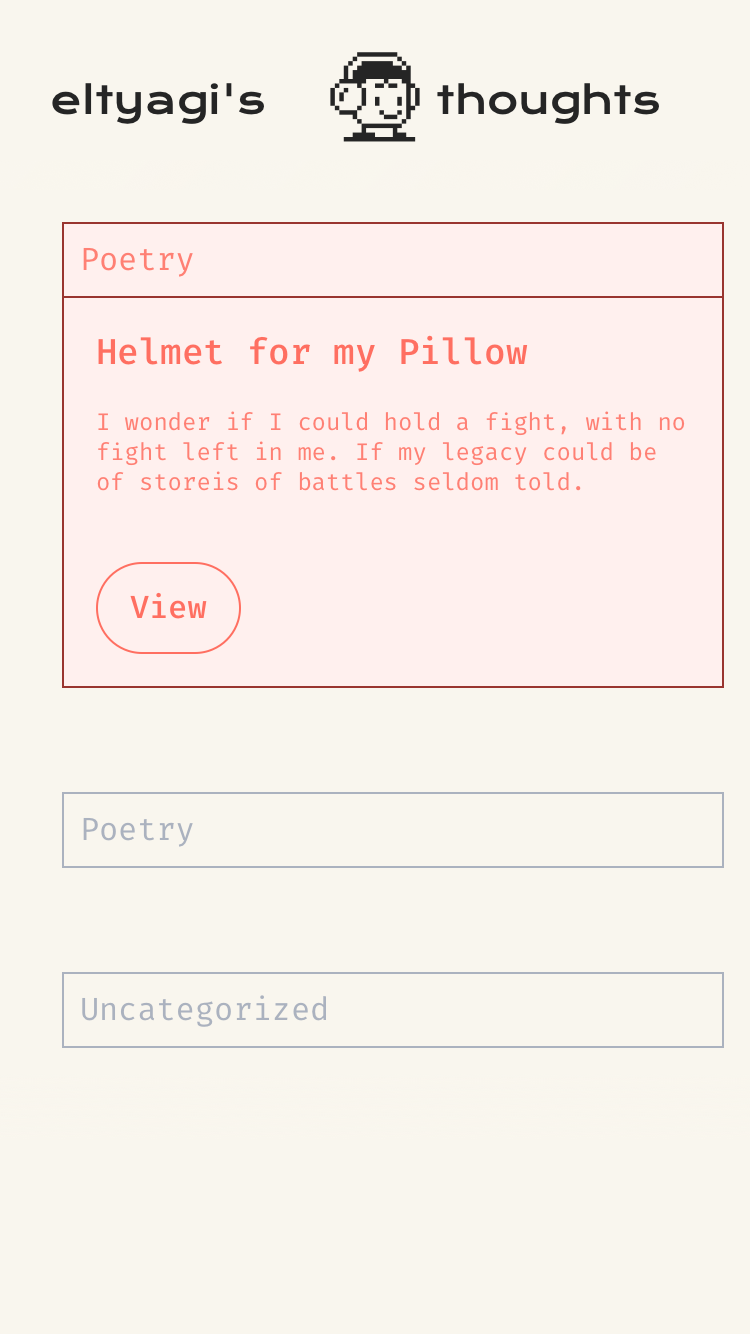 eltyagi's thoughts
Poetry
Helmet for my Pillow
I wonder if I could hold a fight, with no
fight left in me. If my legacy could be
of storeis of battles seldom told.
View
Poetry
Uncategorized